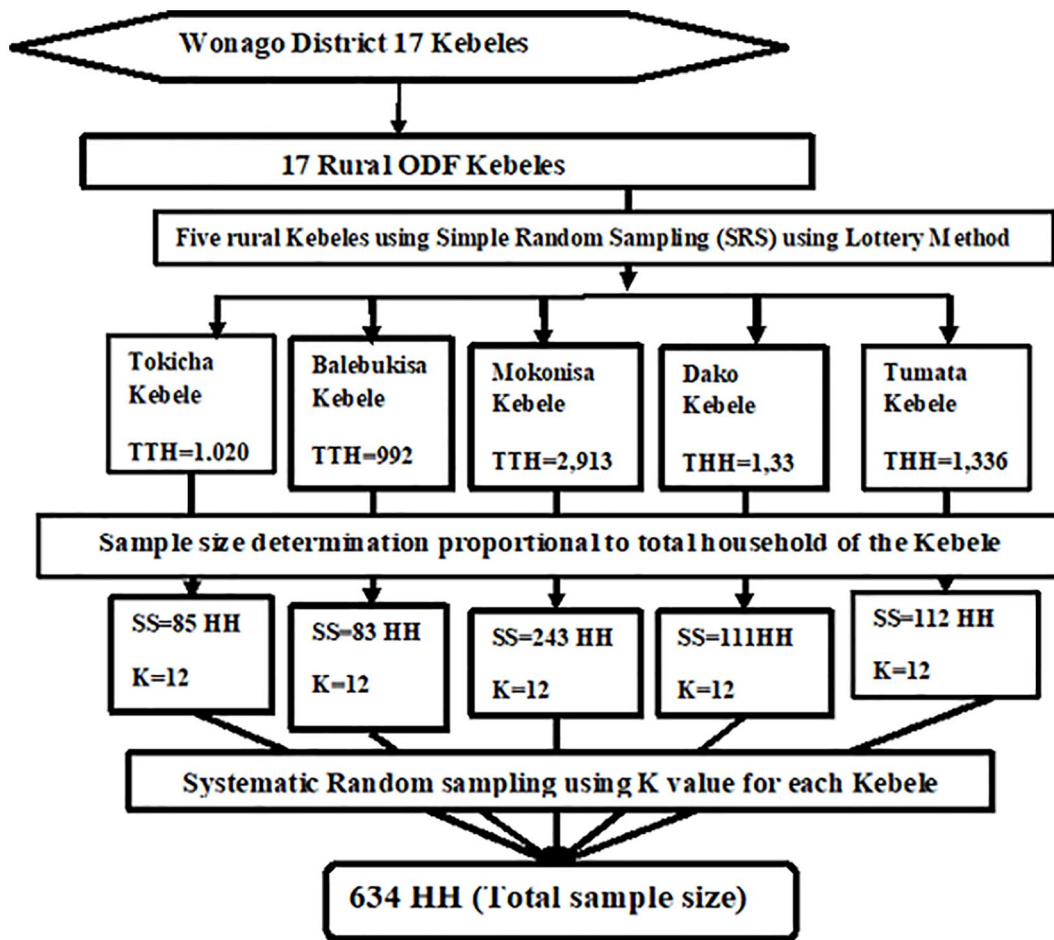 Wonago District 17 Kebeles
17 Rural ODF Kebeles
Five rural Kebeles using Simple Random Sampling (SRS) using Lottery Method
Tokicha
Kebele
TTH=1.020
Balebukisa
Kebele
TTH=992
Mokonisa
Kebele
TTH=2,913
Dako
Kebele
THH=1,33
Tumata
Kebele
THH=1,336
Sample size determination proportional to total household of the Kebele
SS=85 HH
K=12
SS=83 HH
K=12
SS=243 HH
K=12
SS=111HH
K=12
SS=112 HH
K=12
Systematic Random sampling using K value for each Kebele
634 HH (Total sample size)